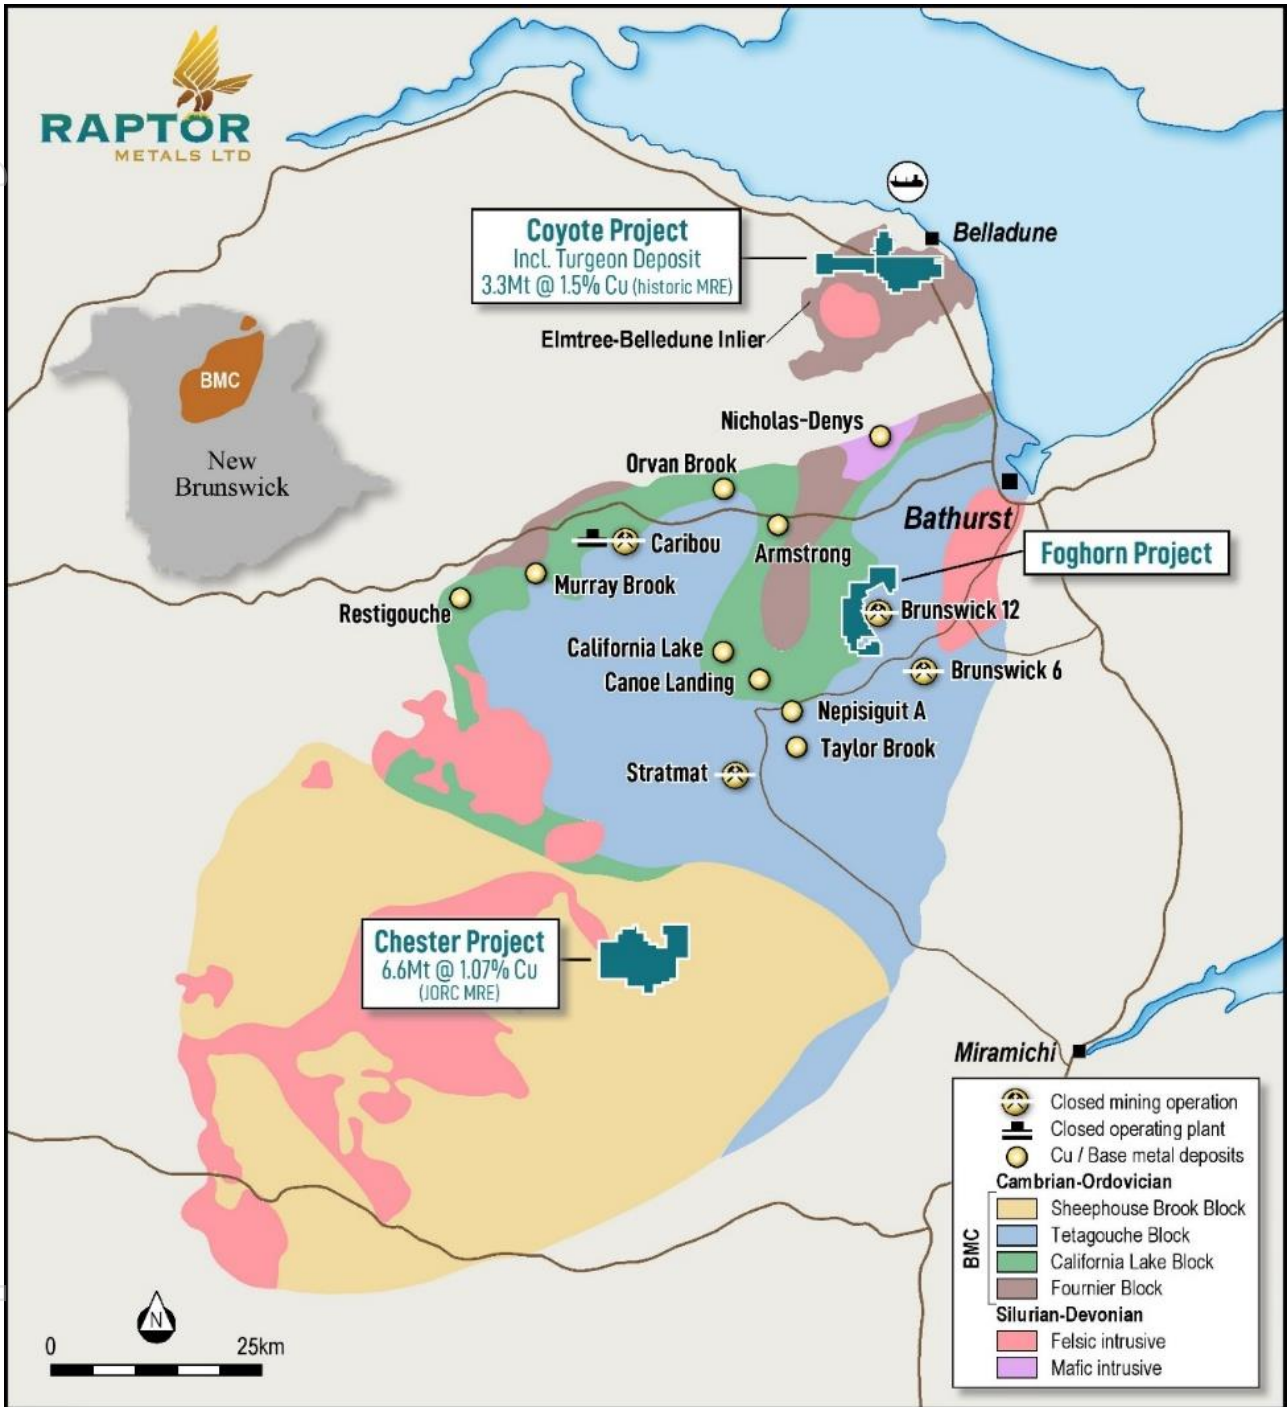 RAPTOR
METALS LTD
Coyote Project
Incl. Turgeon Deposit
3.3Mt @ 1.5% Cu (historic MRE)
Belladune
Elmtree-Belledune Inlier
BMC
New
Brunswick
Nicholas-Denys
Orvan Brook
Bathurst
Caribou
Armstrong
Foghorn Project
Murray Brook
Restigouche
Brunswick 12
California Lake
Canoe Landing
Brunswick 6
Nepisiguit A
Taylor Brook
Stratmat
Chester Project
6.6Mt @ 1.07% Cu
(JORC MRE)
Miramichi
Closed mining operation
Closed operating plant
Cu / Base metal deposits
Cambrian-Ordovician
BMC
Sheephouse Brook Block
Tetagouche Block
California Lake Block
Fournier Block
Silurian-Devonian
Felsic intrusive
Mafic intrusive
N
0 25km